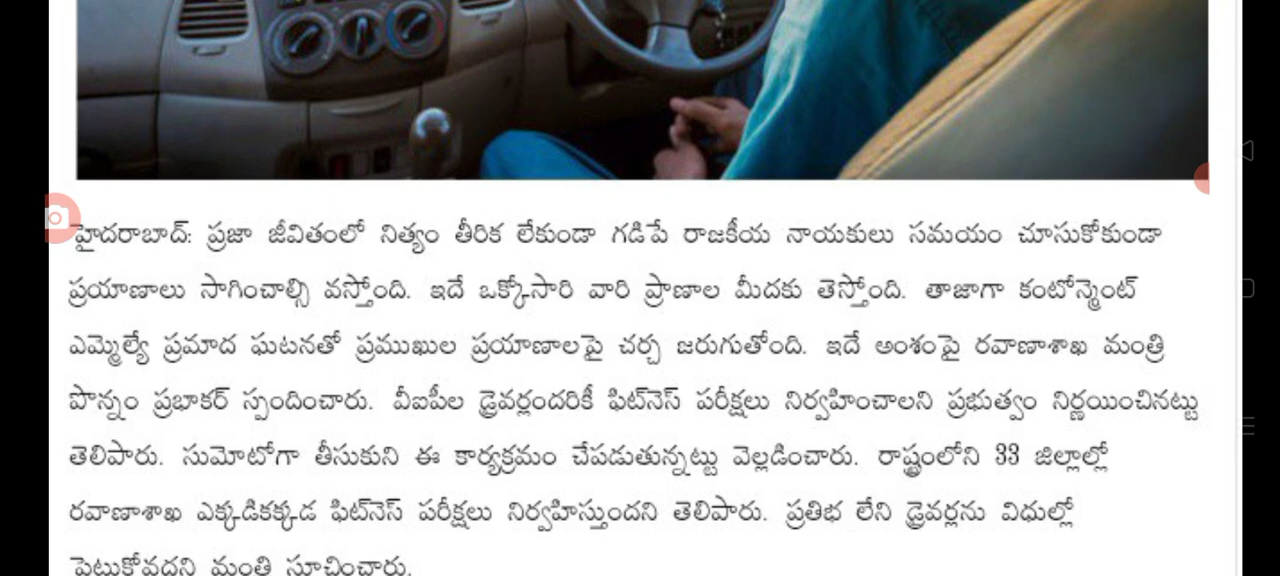 హైదరాబాద్: ప్రజా జీవితంలో నిత్యం తీరిక లేకుండా గడిపే రాజకీయ నాయకులు సమయం చూసుకోకుండా
ప్రయాణాలు సాగించాల్సి వస్తోంది. ఇదే ఒక్కోసారి వారి ప్రాణాల మీదకు తెస్తోంది. తాజాగా కంటోన్మెంట్
ఎమ్మెల్యే ప్రమాద ఘటనతో ప్రముఖుల ప్రయాణాలపై చర్చ జరుగుతోంది. ఇదే అంశంపై రవాణాశాఖ మంత్రి
పొన్నం ప్రభాకర్ స్పందించారు. వీఐపీల డ్రైవర్లందరికీ ఫిట్‌నెస్ పరీక్షలు నిర్వహించాలని ప్రభుత్వం నిర్ణయించినట్టు
తెలిపారు. సుమోటోగా తీసుకుని ఈ కార్యక్రమం చేపడుతున్నట్టు వెల్లడించారు. రాష్ట్రంలోని 33 జిల్లాల్లో
రవాణాశాఖ ఎక్కడికక్కడ ఫిట్‌నెస్ పరీక్షలు నిర్వహిస్తుందని తెలిపారు. ప్రతిభ లేని డ్రైవర్లను విధుల్లో
పెట్టుకోవద్దని మంత్రి సూచించారు.